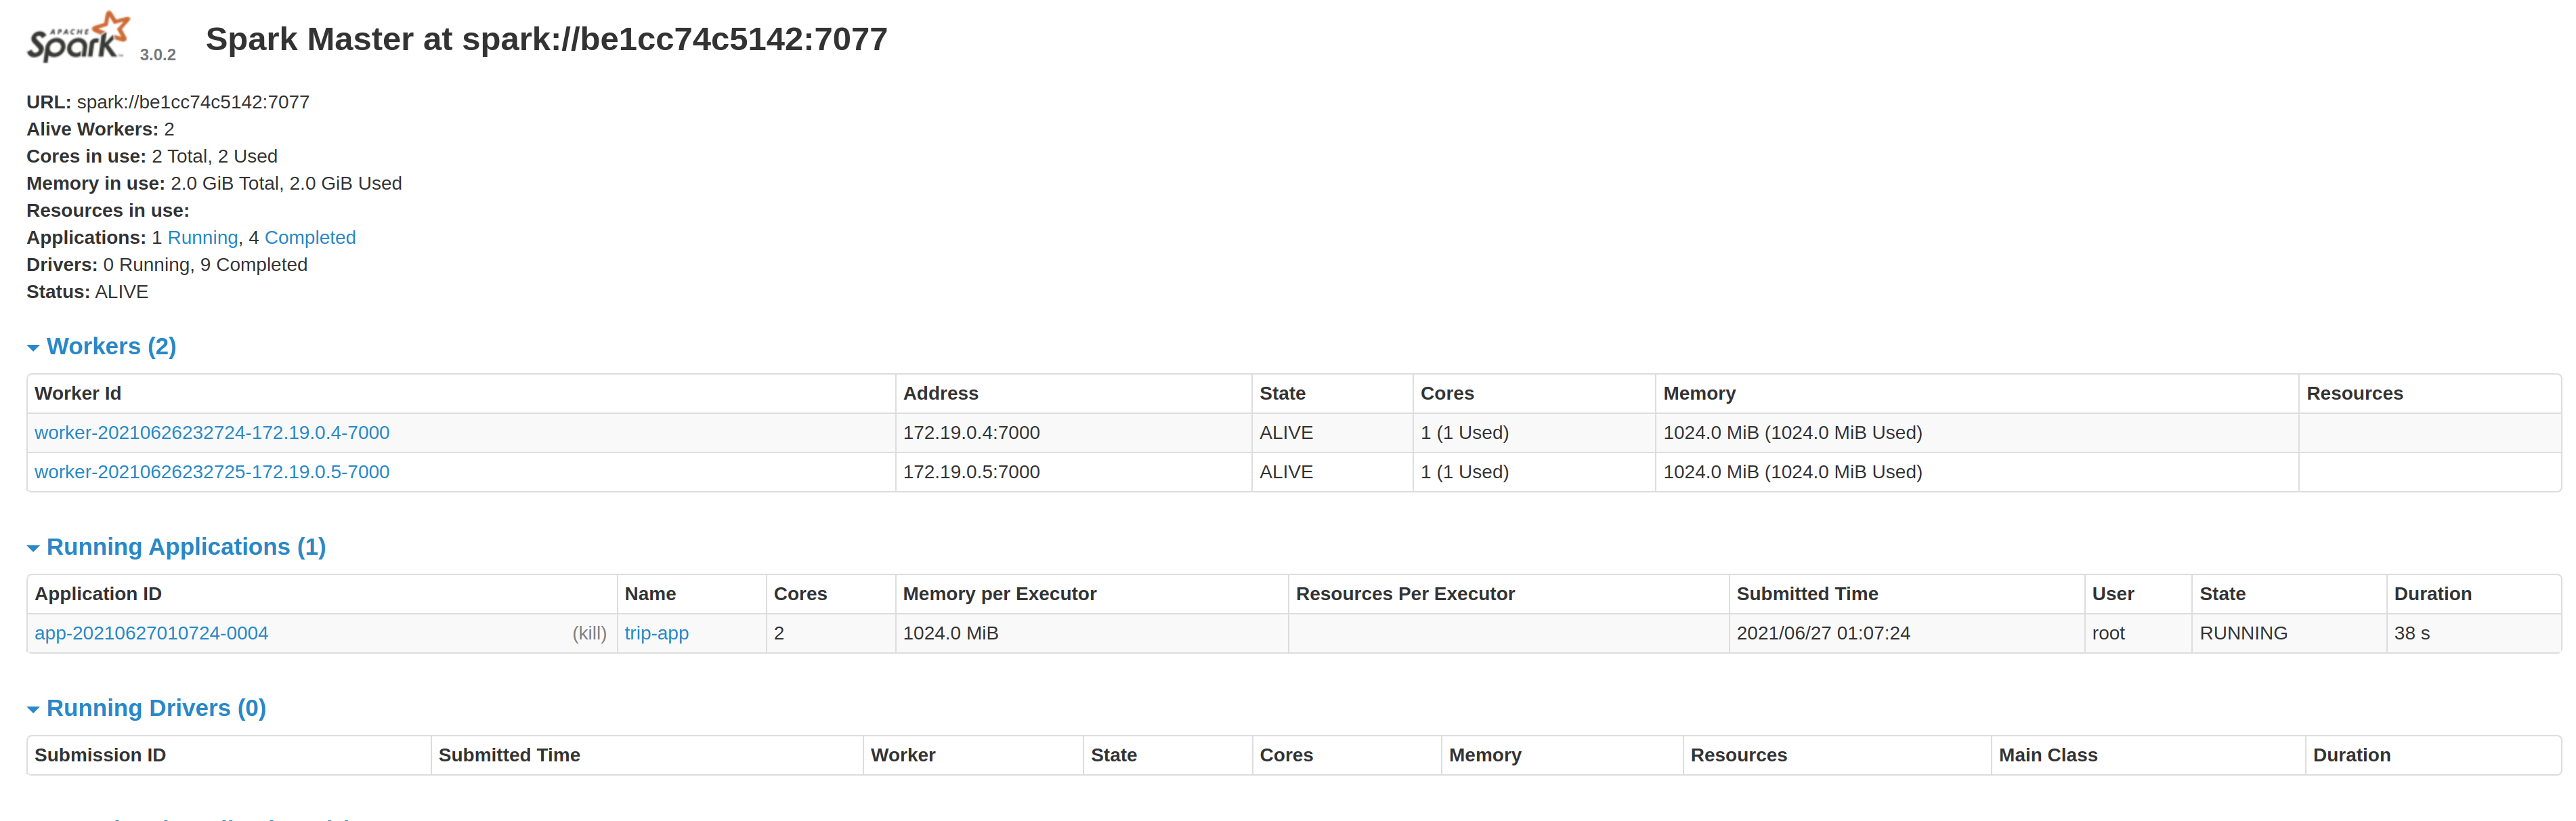 APACHE
Spark 3.0.2 Spark Master at spark://be1cc74c5142:7077
URL: spark://be1cc74c5142:7077
Alive Workers: 2
Cores in use: 2 Total, 2 Used
Memory in use: 2.0 GiB Total, 2.0 GiB Used
Resources in use:
Applications: 1 Running, 4 Completed
Drivers: 0 Running, 9 Completed
Status: ALIVE
Workers (2)
Worker Id Address State Cores Memory Resources
worker-20210626232724-172.19.0.4-7000 172.19.0.4:7000 ALIVE 1 (1 Used) 1024.0 MiB (1024.0 MiB Used)
worker-20210626232725-172.19.0.5-7000 172.19.0.5:7000 ALIVE 1 (1 Used) 1024.0 MiB (1024.0 MiB Used)
Running Applications (1)
Application ID Name Cores Memory per Executor Resources Per Executor Submitted Time User State Duration
app-20210627010724-0004 (kill) trip-app 2 1024.0 MiB 2021/06/27 01:07:24 root RUNNING 38 s
Running Drivers (0)
Submission ID Submitted Time Worker State Cores Memory Resources Main Class Duration